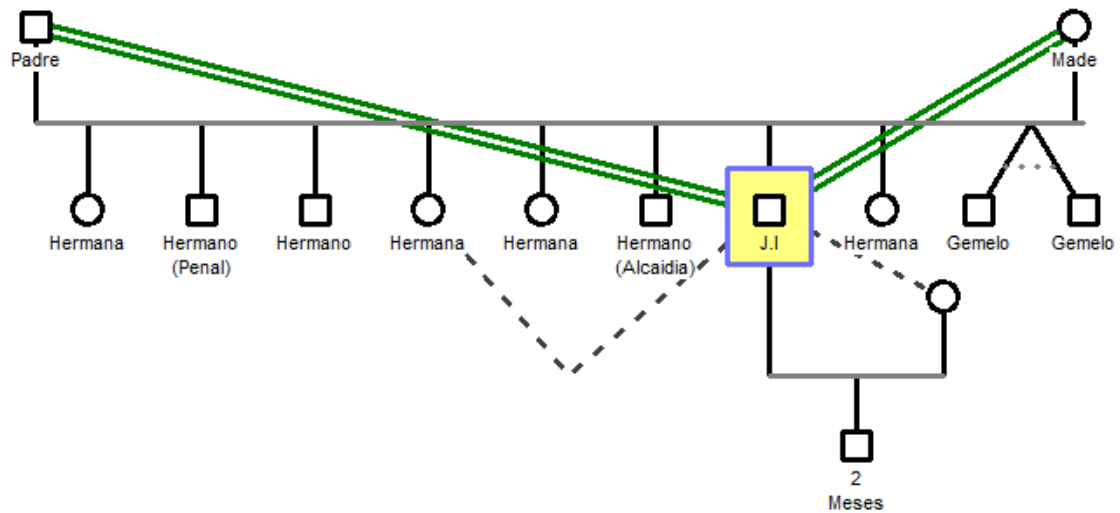 Padre
Made
Hermana
Hermano
(Penal)
Hermano
Hermana
Hermana
Hermano
(Alcaidia)
J.I
Hermana
Gemelo
Gemelo
2
Meses